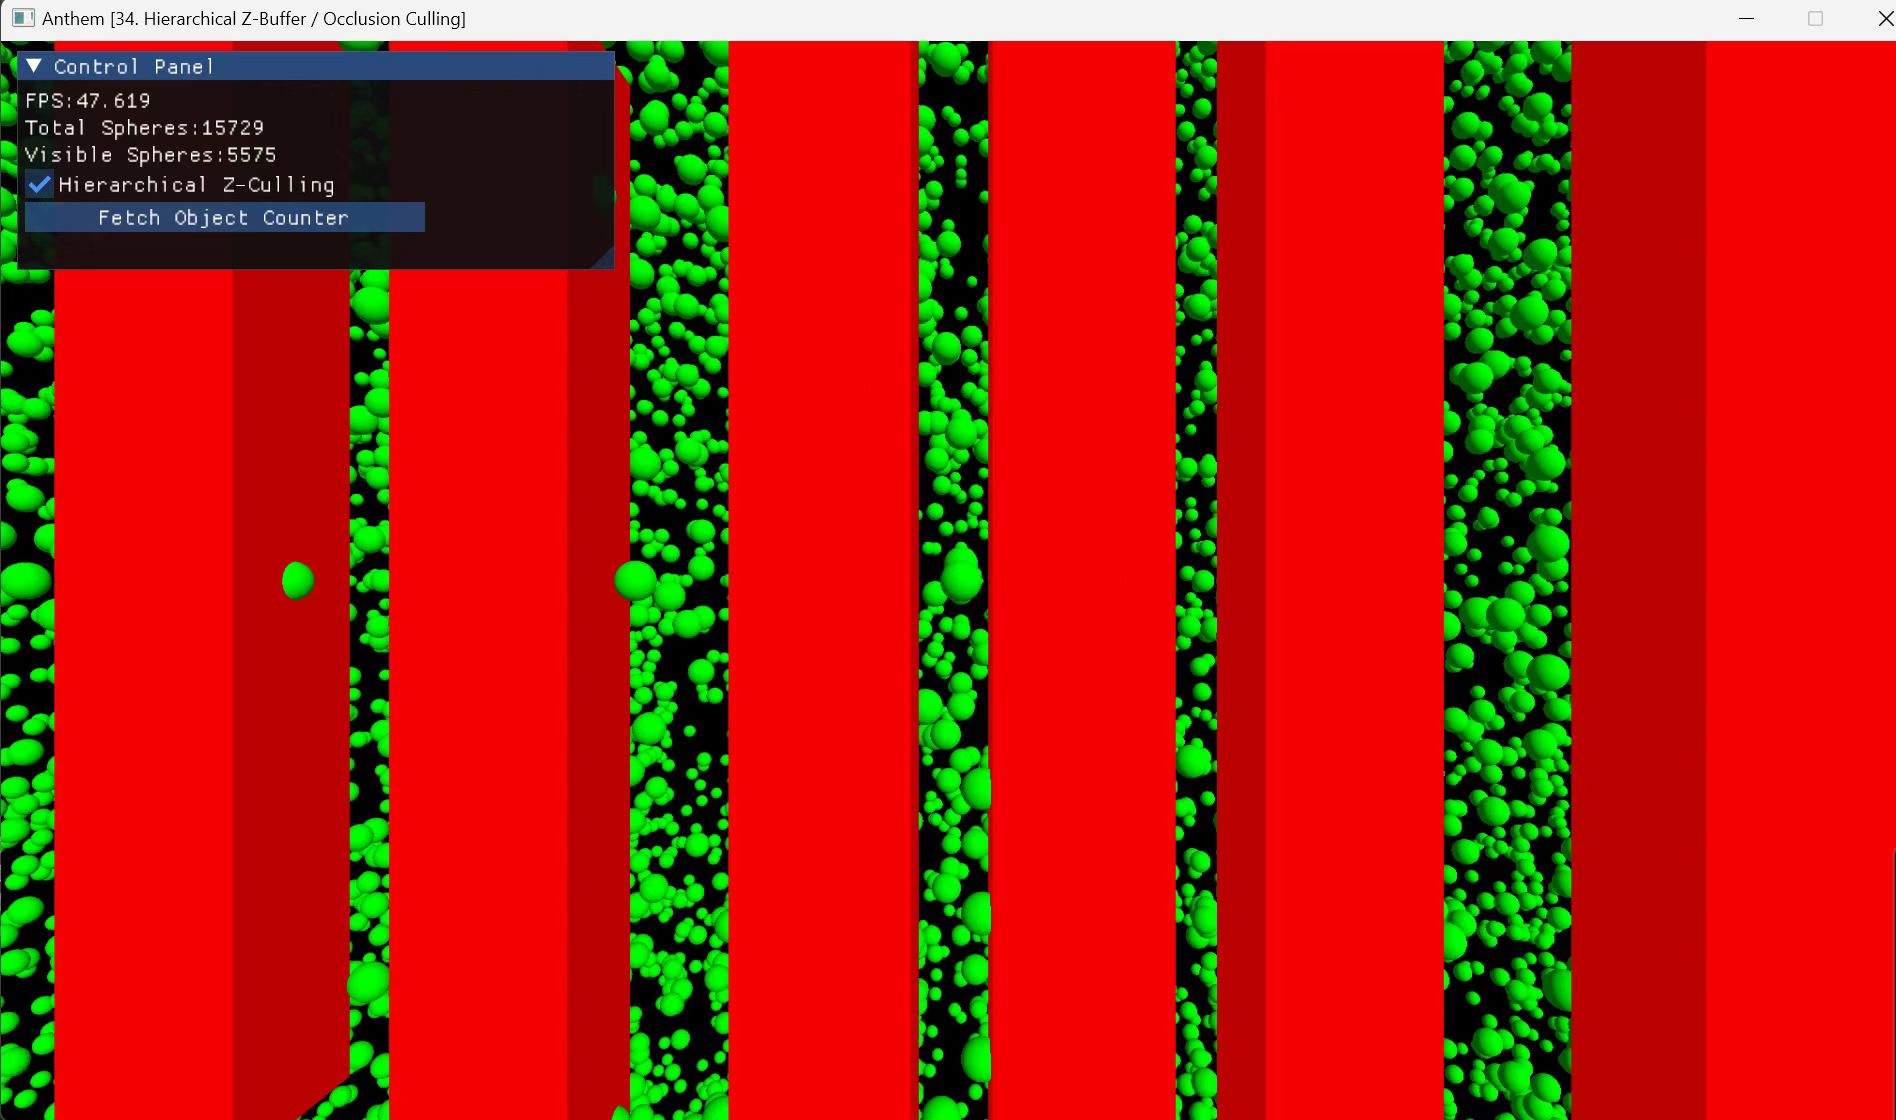 Anthem [34. Hierarchical Z-Buffer / Occlusion Culling]
Control Panel
FPS:47.619
Total Spheres:15729
Visible Spheres:5575
Hierarchical Z-Culling
Fetch Object Counter